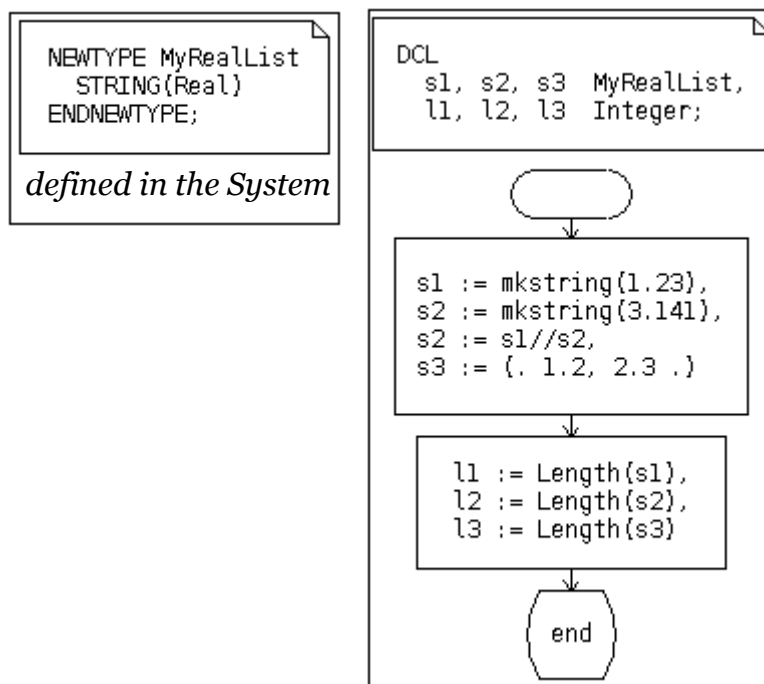 NEWTYPE MyRealList
STRING(Real)
ENDNEWTYPE;
defined in the System
DCL
s1, s2, s3 MyRealList,
l1, l2, l3 Integer;
s1 := mkstring(1.23),
s2 := mkstring(3.141),
s2 := s1//s2,
s3 := (. 1.2, 2.3 .)
l1 := Length(s1),
l2 := Length(s2),
l3 := Length(s3)
end